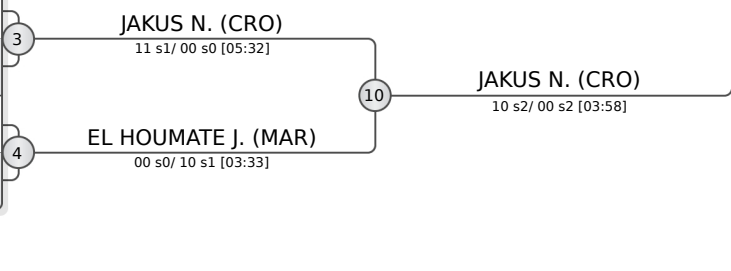 3
JAKUS N. (CRO)
11 s1/ 00 s0 [05:32]
10
JAKUS N. (CRO)
10 s2/ 00 s2 [03:58]
4
EL HOUMATE J. (MAR)
00 s0/ 10 s1 [03:33]